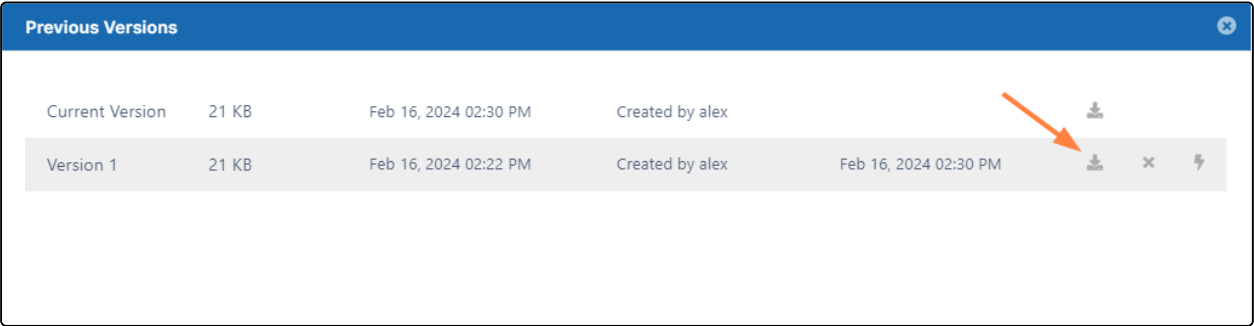 Previous Versions
Current Version 21 KB Feb 16, 2024 02:30 PM Created by alex
Version 1 21 KB Feb 16, 2024 02:22 PM Created by alex Feb 16, 2024 02:30 PM